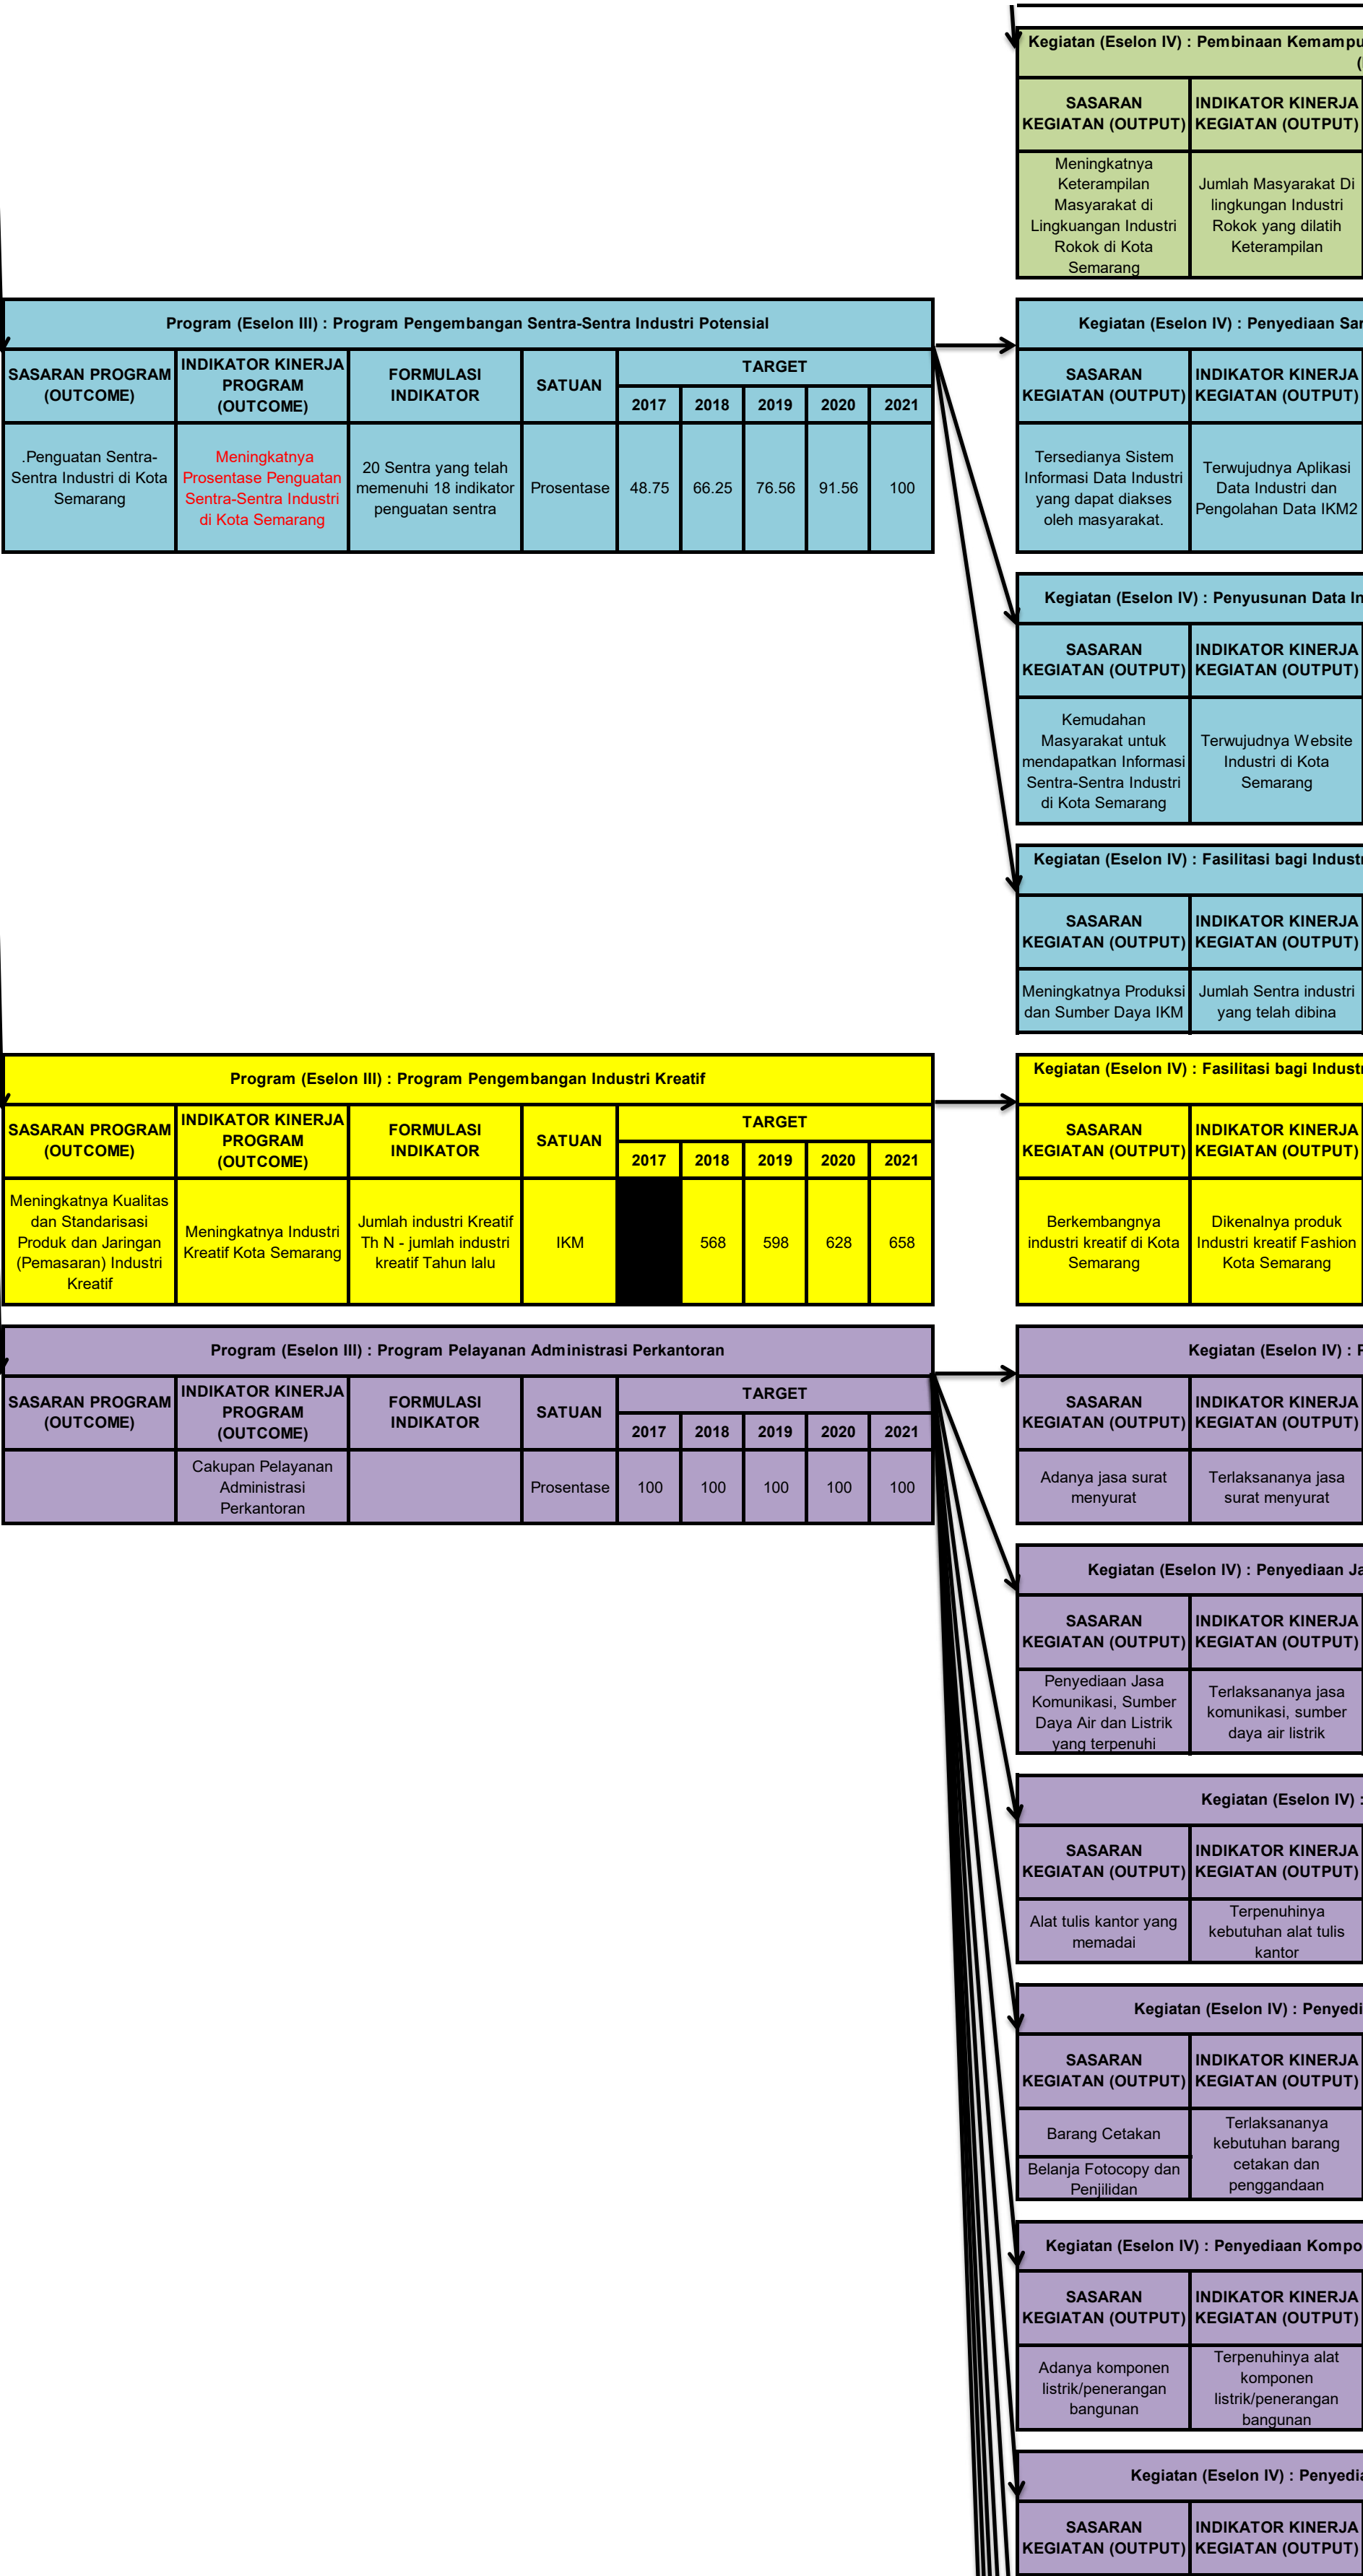 Kegiatan (Eselon IV) : Pembinaan Kemampu
(
SASARAN
KEGIATAN (OUTPUT)
INDIKATOR KINERJA
KEGIATAN (OUTPUT)
Meningkatnya
Keterampilan
Masyarakat di
Lingkuangan Industri
Rokok di Kota
Semarang
Jumlah Masyarakat Di
lingkungan Industri
Rokok yang dilatih
Keterampilan
Program (Eselon III) : Program Pengembangan Sentra-Sentra Industri Potensial
SASARAN PROGRAM
(OUTCOME)
INDIKATOR KINERJA
PROGRAM
(OUTCOME)
FORMULASI
INDIKATOR
SATUAN
TARGET
2017 2018 2019 2020 2021
.Penguatan Sentra-
Sentra Industri di Kota
Semarang
Meningkatnya
Prosentase Penguatan
Sentra-Sentra Industri
di Kota Semarang
20 Sentra yang telah
memenuhi 18 indikator
penguatan sentra
Prosentase
48.75 66.25 76.56 91.56 100
Kegiatan (Eselon IV) : Penyediaan Sar
SASARAN
KEGIATAN (OUTPUT)
INDIKATOR KINERJA
KEGIATAN (OUTPUT)
Tersedianya Sistem
Informasi Data Industri
yang dapat diakses
oleh masyarakat.
Terwujudnya Aplikasi
Data Industri dan
Pengolahan Data IKM2
Kegiatan (Eselon IV) : Penyusunan Data In
SASARAN
KEGIATAN (OUTPUT)
INDIKATOR KINERJA
KEGIATAN (OUTPUT)
Kemudahan
Masyarakat untuk
mendapatkan Informasi
Sentra-Sentra Industri
di Kota Semarang
Terwujudnya Website
Industri di Kota
Semarang
Kegiatan (Eselon IV) : Fasilitasi bagi Industri
SASARAN
KEGIATAN (OUTPUT)
INDIKATOR KINERJA
KEGIATAN (OUTPUT)
Meningkatnya Produksi
dan Sumber Daya IKM
Jumlah Sentra industri
yang telah dibina
Program (Eselon III) : Program Pengembangan Industri Kreatif
SASARAN PROGRAM
(OUTCOME)
INDIKATOR KINERJA
PROGRAM
(OUTCOME)
FORMULASI
INDIKATOR
SATUAN
TARGET
2017 2018 2019 2020 2021
Meningkatnya Kualitas
dan Standarisasi
Produk dan Jaringan
(Pemasaran) Industri
Kreatif
Meningkatnya Industri
Kreatif Kota Semarang
Jumlah industri Kreatif
Th N - jumlah industri
kreatif Tahun lalu
IKM
568 598 628 658
Kegiatan (Eselon IV) : Fasilitasi bagi Industri
SASARAN
KEGIATAN (OUTPUT)
INDIKATOR KINERJA
KEGIATAN (OUTPUT)
Berkembangnya
industri kreatif di Kota
Semarang
Dikenalnya produk
Industri kreatif Fashion
Kota Semarang
Program (Eselon III) : Program Pelayanan Administrasi Perkantoran
SASARAN PROGRAM
(OUTCOME)
INDIKATOR KINERJA
PROGRAM
(OUTCOME)
FORMULASI
INDIKATOR
SATUAN
TARGET
2017 2018 2019 2020 2021
Cakupan Pelayanan
Administrasi
Perkantoran
Prosentase
100 100 100 100 100
Kegiatan (Eselon IV) : P
SASARAN
KEGIATAN (OUTPUT)
INDIKATOR KINERJA
KEGIATAN (OUTPUT)
Adanya jasa surat
menyurat
Terlaksananya jasa
surat menyurat
Kegiatan (Eselon IV) : Penyediaan Ja
SASARAN
KEGIATAN (OUTPUT)
INDIKATOR KINERJA
KEGIATAN (OUTPUT)
Penyediaan Jasa
Komunikasi, Sumber
Daya Air dan Listrik
yang terpenuhi
Terlaksananya jasa
komunikasi, sumber
daya air listrik
Kegiatan (Eselon IV) :
SASARAN
KEGIATAN (OUTPUT)
INDIKATOR KINERJA
KEGIATAN (OUTPUT)
Alat tulis kantor yang
memadai
Terpenuhinya
kebutuhan alat tulis
kantor
Kegiatan (Eselon IV) : Penyedi
SASARAN
KEGIATAN (OUTPUT)
INDIKATOR KINERJA
KEGIATAN (OUTPUT)
Barang Cetakan
Belanja Fotocopy dan
Penjilidan
Terlaksananya
kebutuhan barang
cetakan dan
penggandaan
Kegiatan (Eselon IV) : Penyediaan Kompo
SASARAN
KEGIATAN (OUTPUT)
INDIKATOR KINERJA
KEGIATAN (OUTPUT)
Adanya komponen
listrik/penerangan
bangunan
Terpenuhinya alat
komponen
listrik/penerangan
bangunan
Kegiatan (Eselon IV) : Penyedia
SASARAN
KEGIATAN (OUTPUT)
INDIKATOR KINERJA
KEGIATAN (OUTPUT)